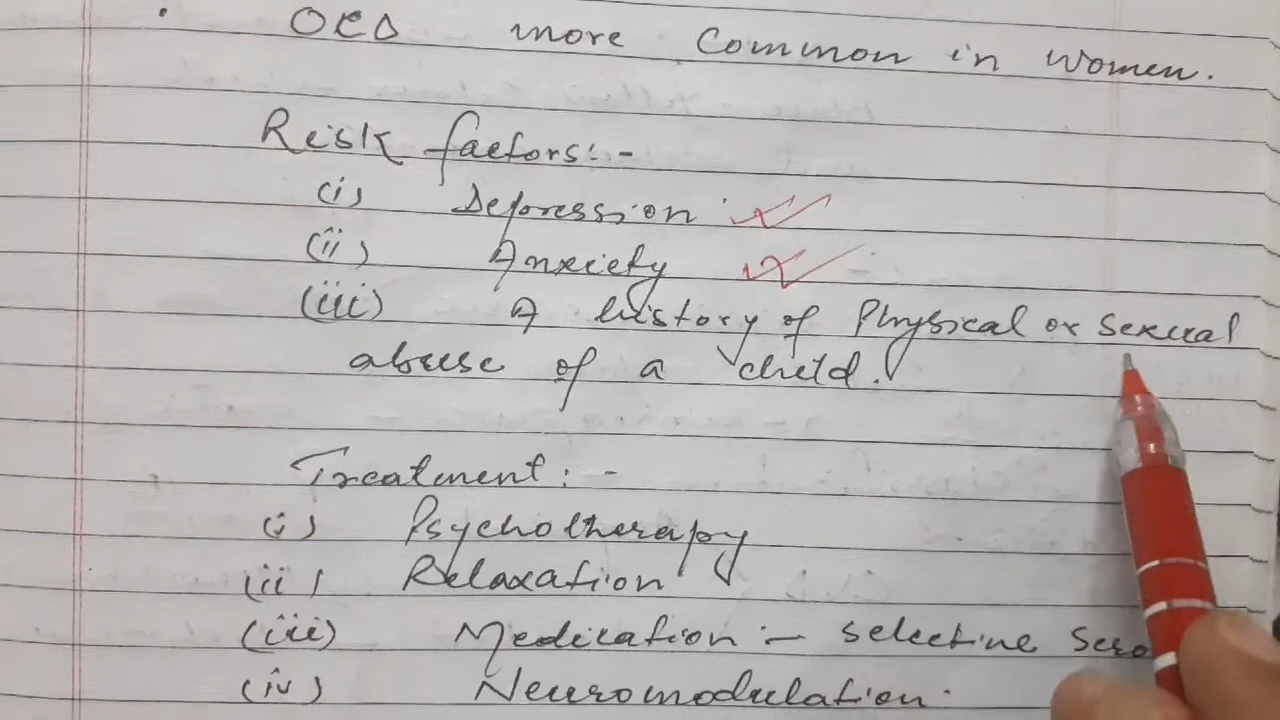 OCD more Common in women.
Risk factors:-
(i) Depression
(ii) Anxiety
(iii) A history of Physical or Sexual
abuse of a child.
Treatment:-
(i) Psychotherapy
(ii) Relaxation
(iii) Medication:- Selective Sero
(iv) Neuromodulation.